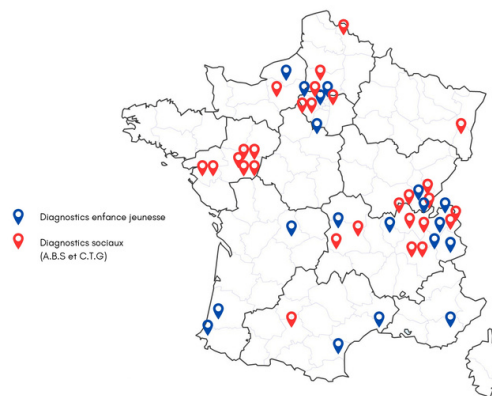 Diagnostics enfance jeunesse
Diagnostics sociaux
(A.B.S et C.T.G)